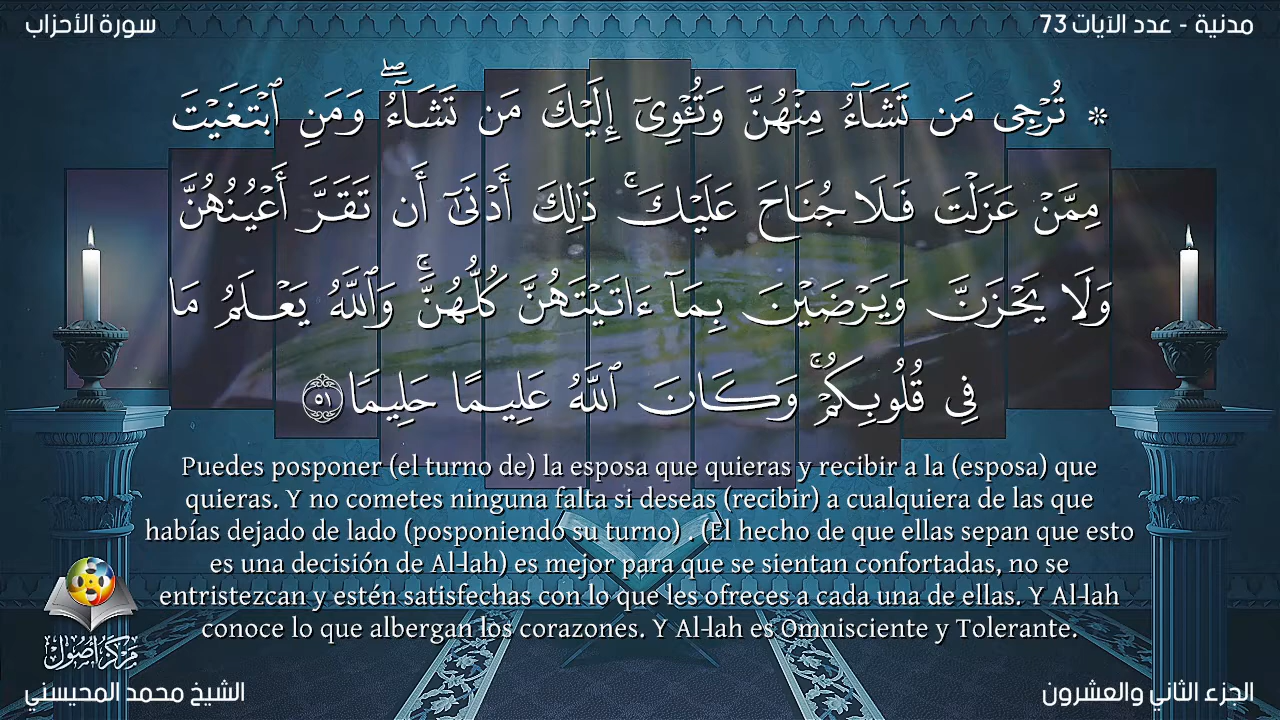 سورة الأحزاب
مدنية - عدد الآيات 73
۞ تُرْجِى مَن تَشَآءُ مِنْهُنَّ وَتُـْٔوِىٓ إِلَيْكَ مَن تَشَآءُ ۖ وَمَنِ ٱبْتَغَيْتَ
مِمَّنْ عَزَلْتَ فَلَا جُنَاحَ عَلَيْكَ ۚ ذَٰلِكَ أَدْنَىٰٓ أَن تَقَرَّ أَعْيُنُهُنَّ
وَلَا يَحْزَنَّ وَيَرْضَيْنَ بِمَآ ءَاتَيْتَهُنَّ كُلُّهُنَّ ۚ وَٱللَّهُ يَعْلَمُ مَا
فِى قُلُوبِكُمْ ۚ وَكَانَ ٱللَّهُ عَلِيمًا حَلِيمًا ٥١
Puedes posponer (el turno de) la esposa que quieras y recibir a la (esposa) que
quieras. Y no cometes ninguna falta si deseas (recibir) a cualquiera de las que
habías dejado de lado (posponiendo su turno) . (El hecho de que ellas sepan que esto
es una decisión de Al-lah) es mejor para que se sientan confortadas, no se
entristezcan y estén satisfechas con lo que les ofreces a cada una de ellas. Y Al-lah
conoce lo que albergan los corazones. Y Al-lah es Omnisciente y Tolerante.
مركز أصول
الشيخ محمد المحيسني
الجزء الثاني والعشرون